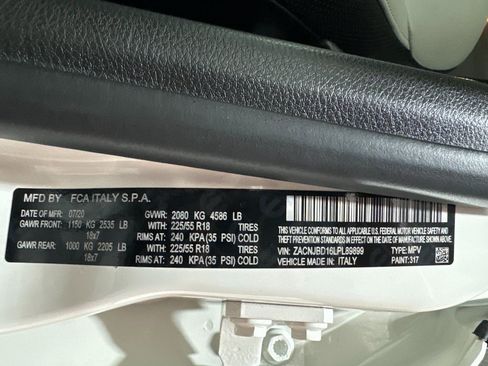 MFD BY FCA ITALY S.P.A.
DATE OF MFR: 07/20 GVWR: 2080 KG 4586 LB
GAWR FRONT: 1150 KG 2535 LB WITH: 225/55 R18 TIRES
18x7 RIMS AT: 240 KPA (35 PSI) COLD
GAWR REAR: 1000 KG 2205 LB WITH: 225/55 R18 TIRES
18x7 RIMS AT: 240 KPA (35 PSI) COLD
THIS VEHICLE CONFORMS TO ALL APPLICABLE
FEDERAL MOTOR VEHICLE SAFETY,
BUMPER, AND THEFT PREVENTION STANDARDS IN EFFECT
ON THE DATE OF MANUFACTURE SHOWN ABOVE.
VIN: ZACNJBD16LPL89899 TYPE: MPV
MADE IN: ITALY PAINT: 317